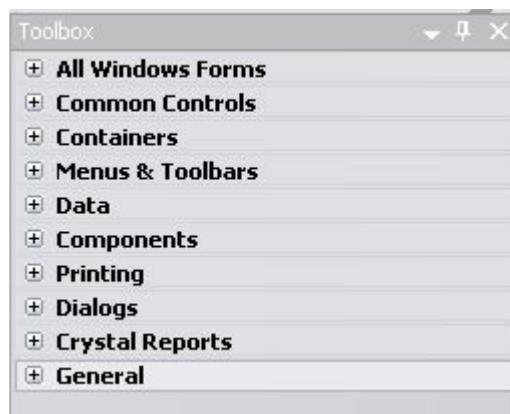 Toolbox
All Windows Forms
Common Controls
Containers
Menus & Toolbars
Data
Components
Printing
Dialogs
Crystal Reports
General